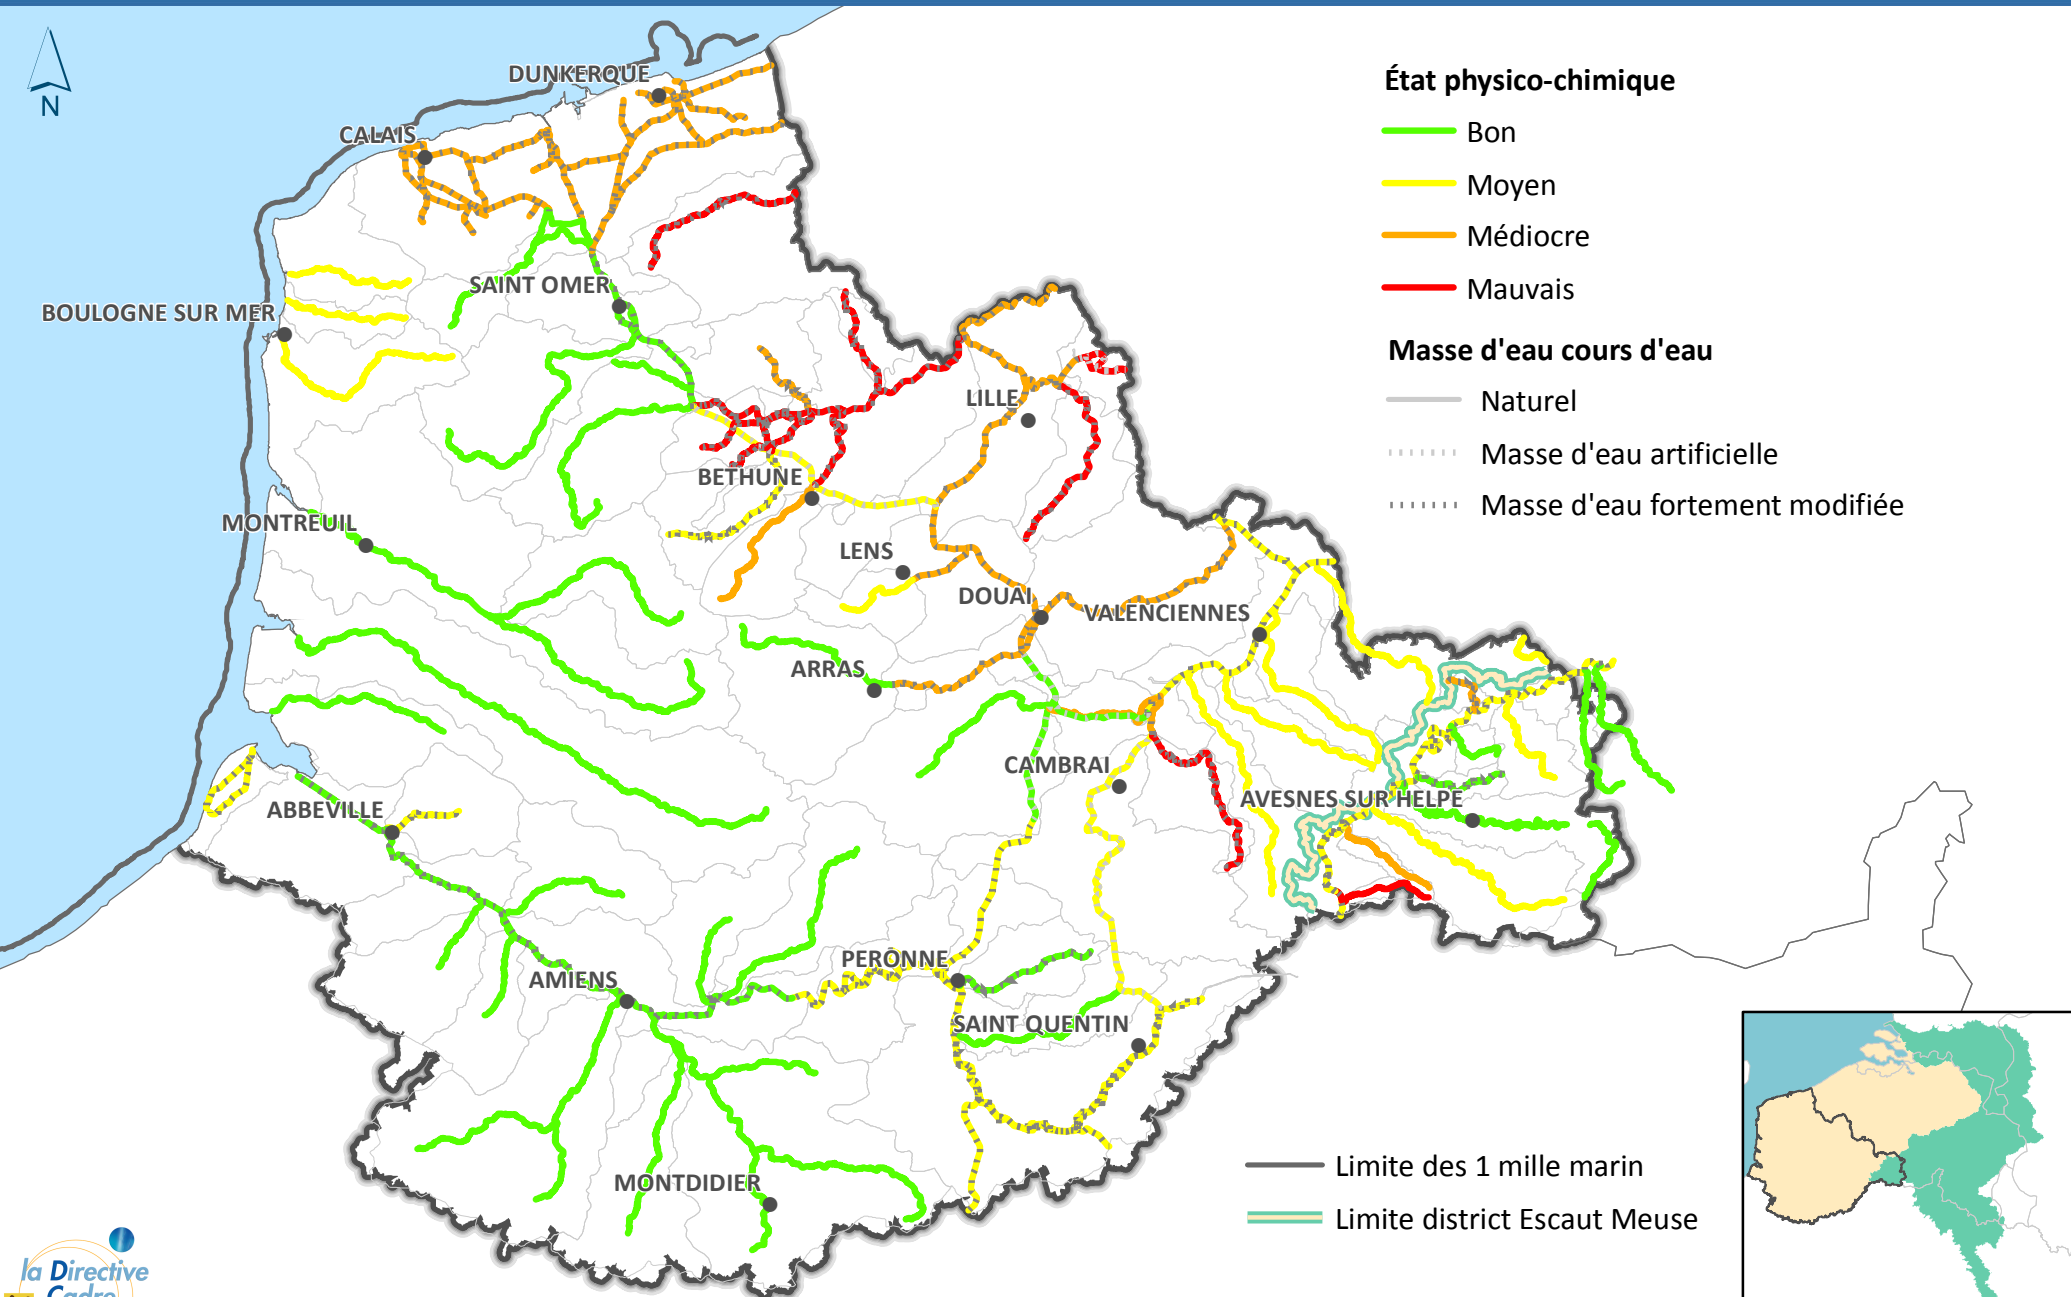 N
DUNKERQUE
CALAIS
SAINT OMER
BOULOGNE SUR MER
LILLE
BETHUNE
MONTREUIL
LENS
DOUAI
VALENCIENNES
ARRAS
CAMBRAI
AVESNES SUR HELPE
ABBEVILLE
PERONNE
AMIENS
SAINT QUENTIN
MONTDIDIER
État physico-chimique
Bon
Moyen
Médiocre
Mauvais
Masse d'eau cours d'eau
Naturel
Masse d'eau artificielle
Masse d'eau fortement modifiée
Limite des 1 mille marin
Limite district Escaut Meuse
la Directive
Cadre